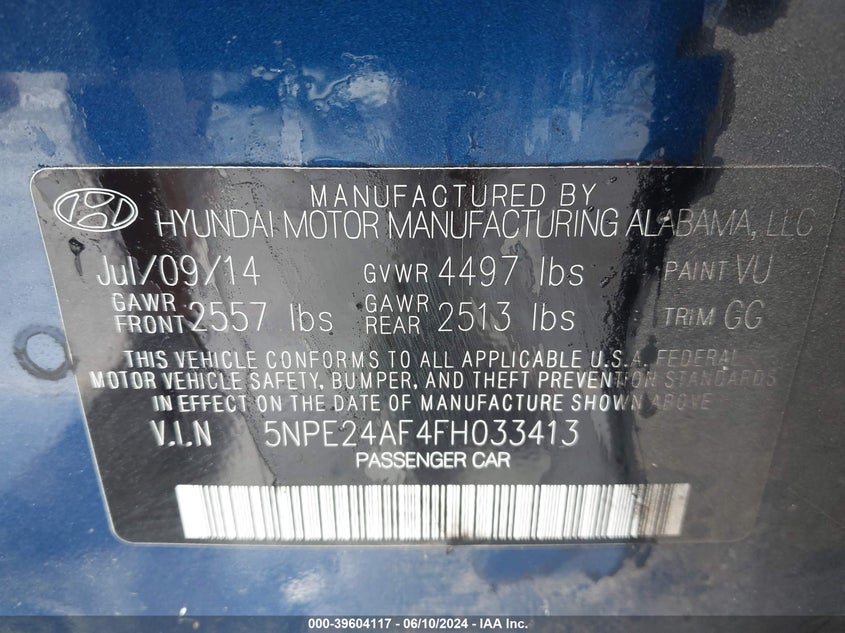 MANUFACTURED BY
HYUNDAI MOTOR MANUFACTURING ALABAMA, LLC
Jul/09/14 GVWR 4497 lbs PAINT VU
GAWR FRONT 2557 lbs GAWR REAR 2513 lbs TRIM GG
THIS VEHICLE CONFORMS TO ALL APPLICABLE U.S.A. FEDERAL
MOTOR VEHICLE SAFETY, BUMPER, AND THEFT PREVENTION STANDARDS
IN EFFECT ON THE DATE OF MANUFACTURE SHOWN ABOVE
V.I.N 5NPE24AF4FH033413
PASSENGER CAR
000-39604117 - 06/10/2024 - IAA Inc.